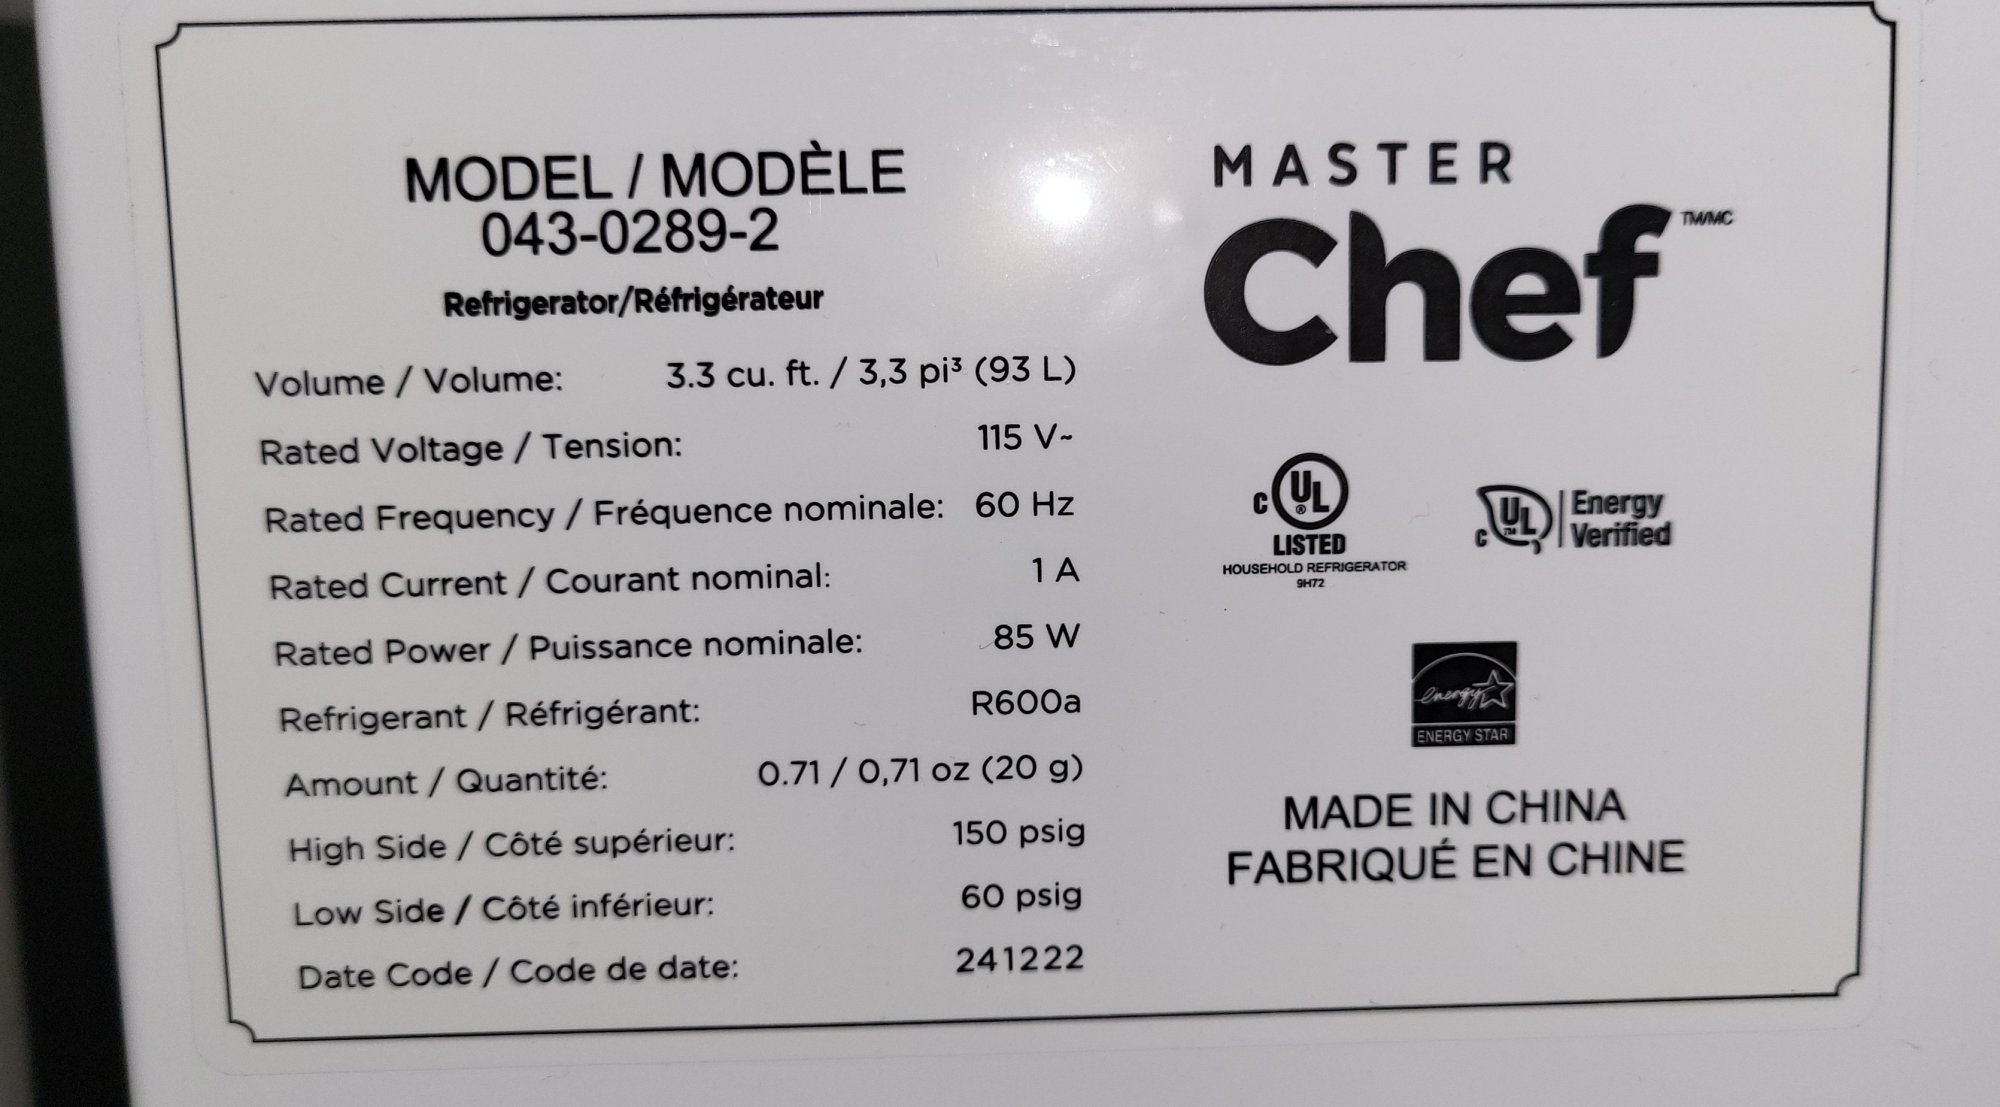 MODEL / MODÈLE
043-0289-2
Refrigerator/Réfrigérateur
Volume / Volume: 3.3 cu. ft. / 3,3 pi³ (93 L)
Rated Voltage / Tension: 115 V~
Rated Frequency / Fréquence nominale: 60 Hz
Rated Current / Courant nominal: 1 A
Rated Power / Puissance nominale: 85 W
Refrigerant / Réfrigérant: R600a
Amount / Quantité: 0.71 / 0,71 oz (20 g)
High Side / Côté supérieur: 150 psig
Low Side / Côté inférieur: 60 psig
Date Code / Code de date: 241222
MASTER
Chef TM/MC
C UL ®
LISTED
HOUSEHOLD REFRIGERATOR
9H72
C UL TM Energy
Verified
energy
ENERGY STAR
MADE IN CHINA
FABRIQUÉ EN CHINE